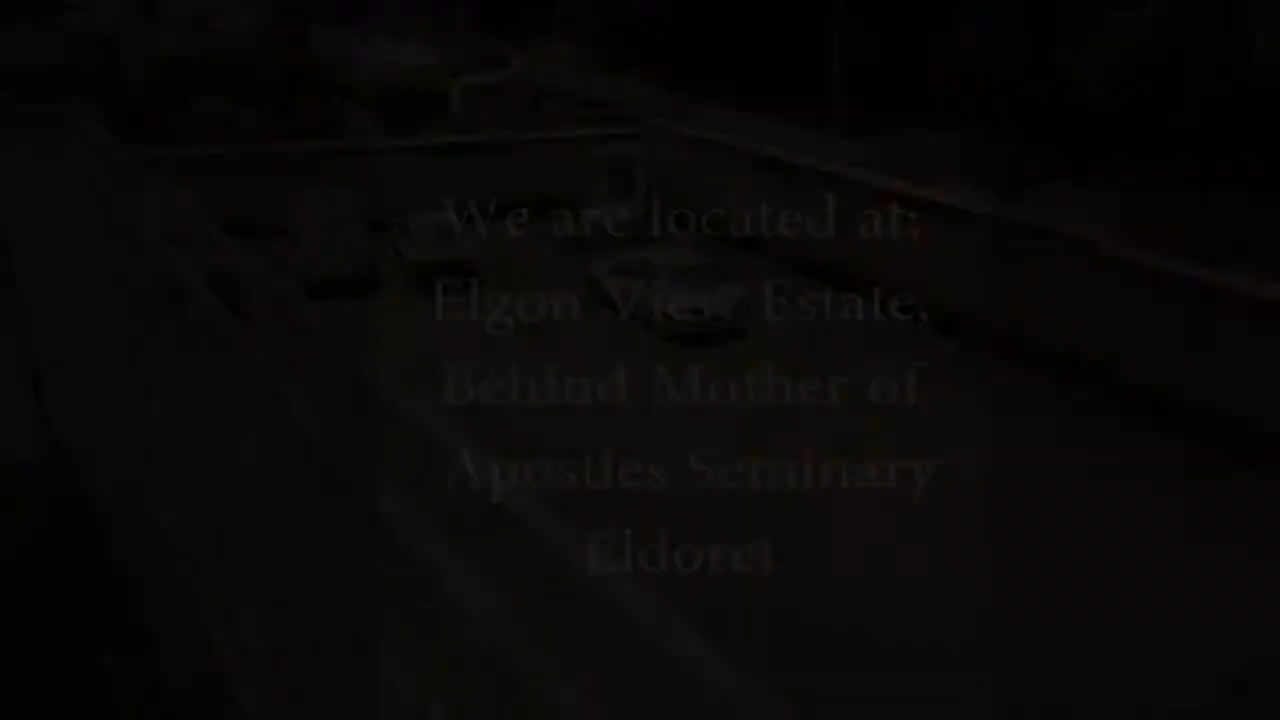 We are located at:
Elgon View Estate,
Behind Mother of
Apostles Seminary
Eldoret